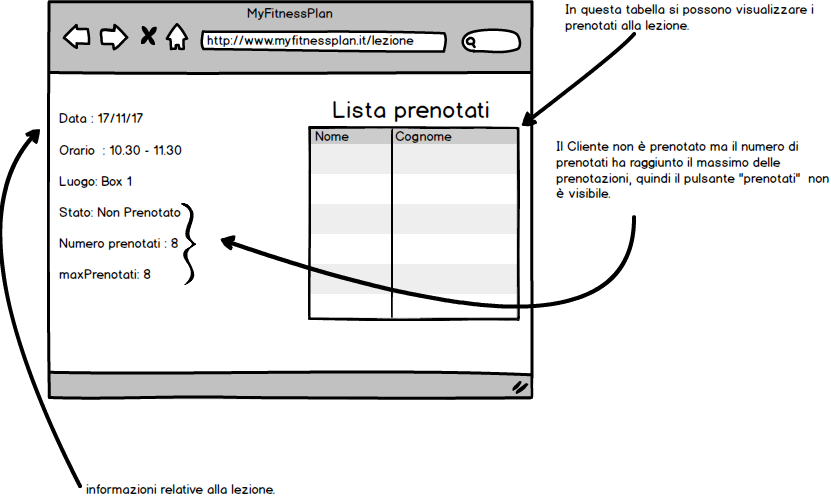 MyFitnessPlan
http://www.myfitnessplan.it/lezione
In questa tabella si possono visualizzare i
prenotati alla lezione.
Data : 17/11/17
Orario : 10.30 - 11.30
Luogo: Box 1
Stato: Non Prenotato
Numero prenotati : 8
maxPrenotati: 8
Lista prenotati
Nome Cognome
Il Cliente non è prenotato ma il numero di
prenotati ha raggiunto il massimo delle
prenotazioni, quindi il pulsante "prenotati" non
è visibile.
informazioni relative alla lezione.